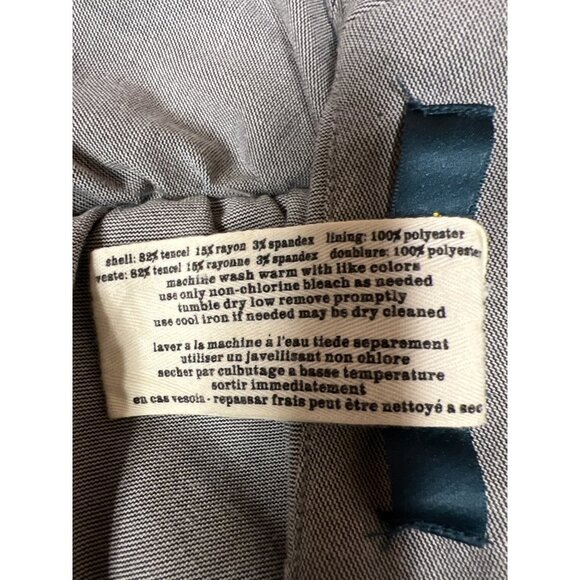 shell: 82% tencel 15% rayon 3% spandex lining: 100% polyester
veste: 82% tencel 15% rayonne 3% spandex doublure: 100% polyester
machine wash warm with like colors
use only non-chlorine bleach as needed
tumble dry low remove promptly
use cool iron if needed may be dry cleaned
laver a la machine à l'eau tiede separement
utiliser un javellisant non chlore
secher par culbutage a basse temperature
sortir immediatement
en cas vesoin - repassar frais peut être nettoyé a sec